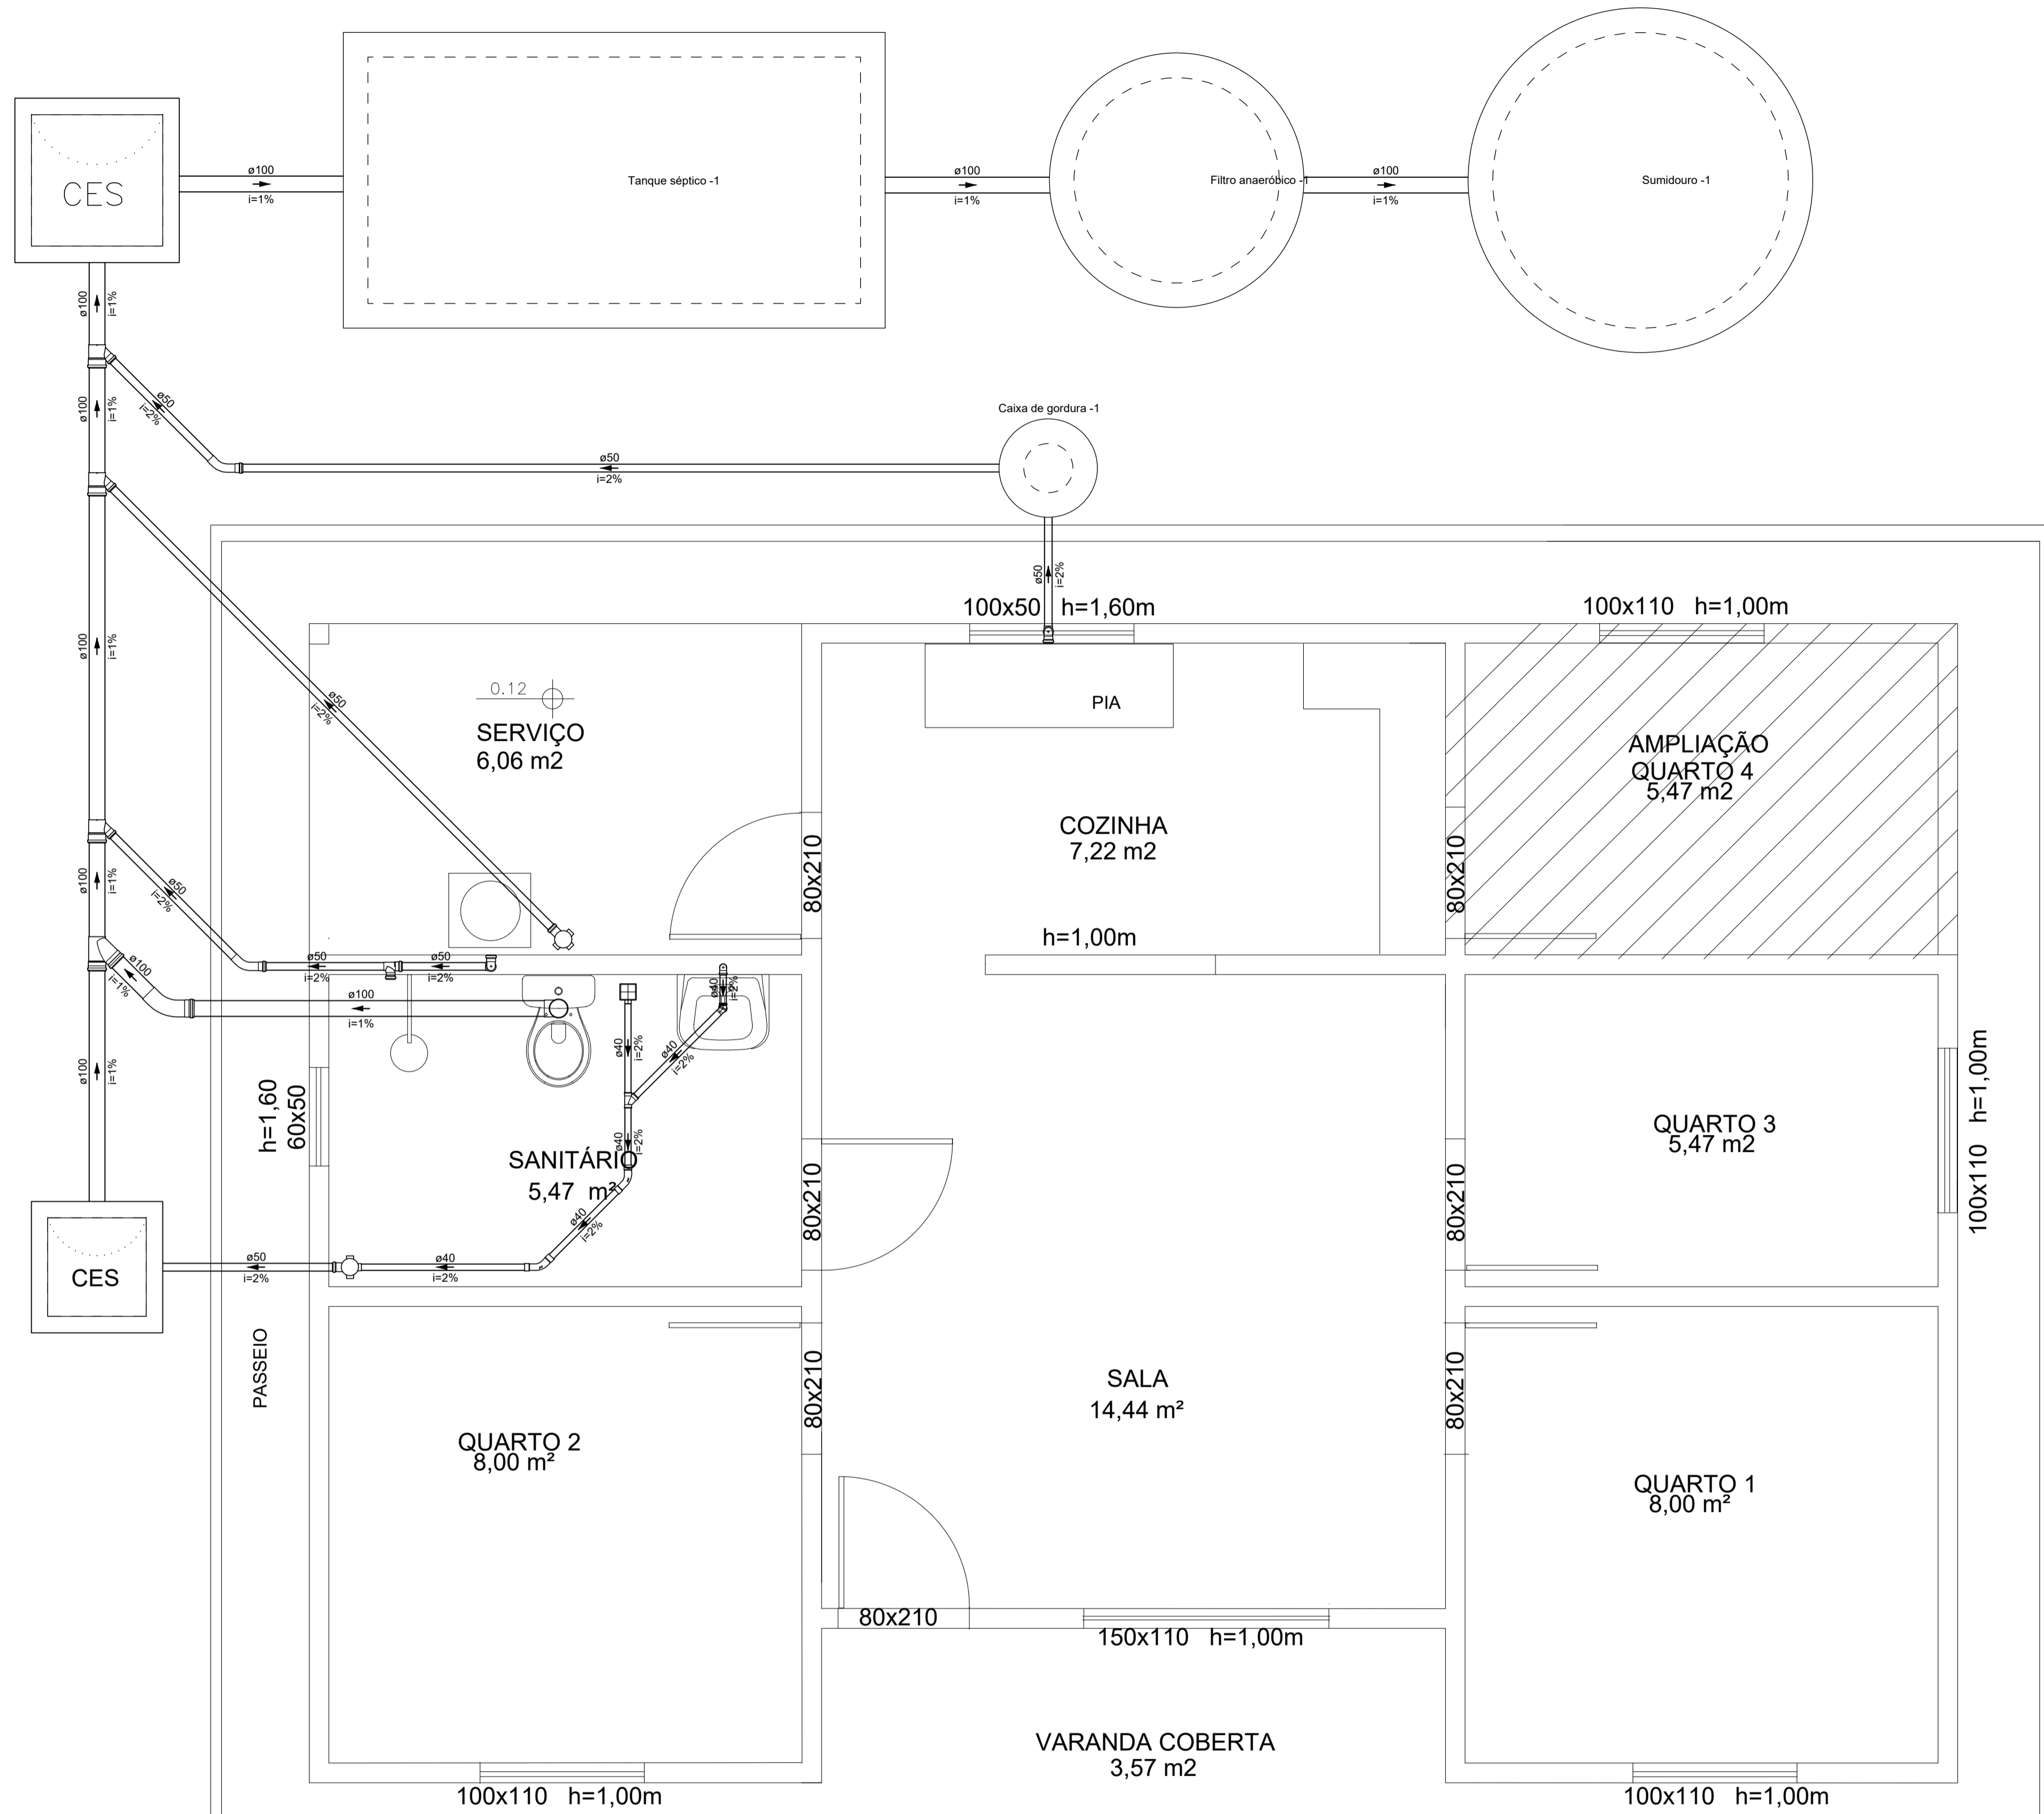 CES
ø100
i=1%
Tanque séptico -1
ø100
i=1%
Filtro anaeróbico -1
ø100
i=1%
Sumidouro -1
ø100
i=1%
ø50
i=2%
ø100
i=1%
Caixa de gordura -1
ø50
i=2%
ø50
i=2%
100x50 h=1,60m
100x110 h=1,00m
ø100
i=1%
ø50
i=2%
0.12
SERVIÇO
6,06 m2
PIA
AMPLIAÇÃO
QUARTO 4
5,47 m2
COZINHA
7,22 m2
80x210
80x210
ø100
i=1%
ø50
i=2%
h=1,00m
ø100
i=1%
ø50
i=2%
ø50
i=2%
ø100
i=1%
ø40
i=2%
ø40
i=2%
ø40
i=2%
ø100
i=1%
h=1,60
60x50
ø40
i=2%
SANITÁRIO
5,47 m²
80x210
80x210
QUARTO 3
5,47 m2
100x110 h=1,00m
ø40
i=2%
CES
ø50
i=2%
ø40
i=2%
PASSEIO
80x210
80x210
SALA
14,44 m²
QUARTO 2
8,00 m²
QUARTO 1
8,00 m²
80x210
150x110 h=1,00m
VARANDA COBERTA
3,57 m2
100x110 h=1,00m
100x110 h=1,00m